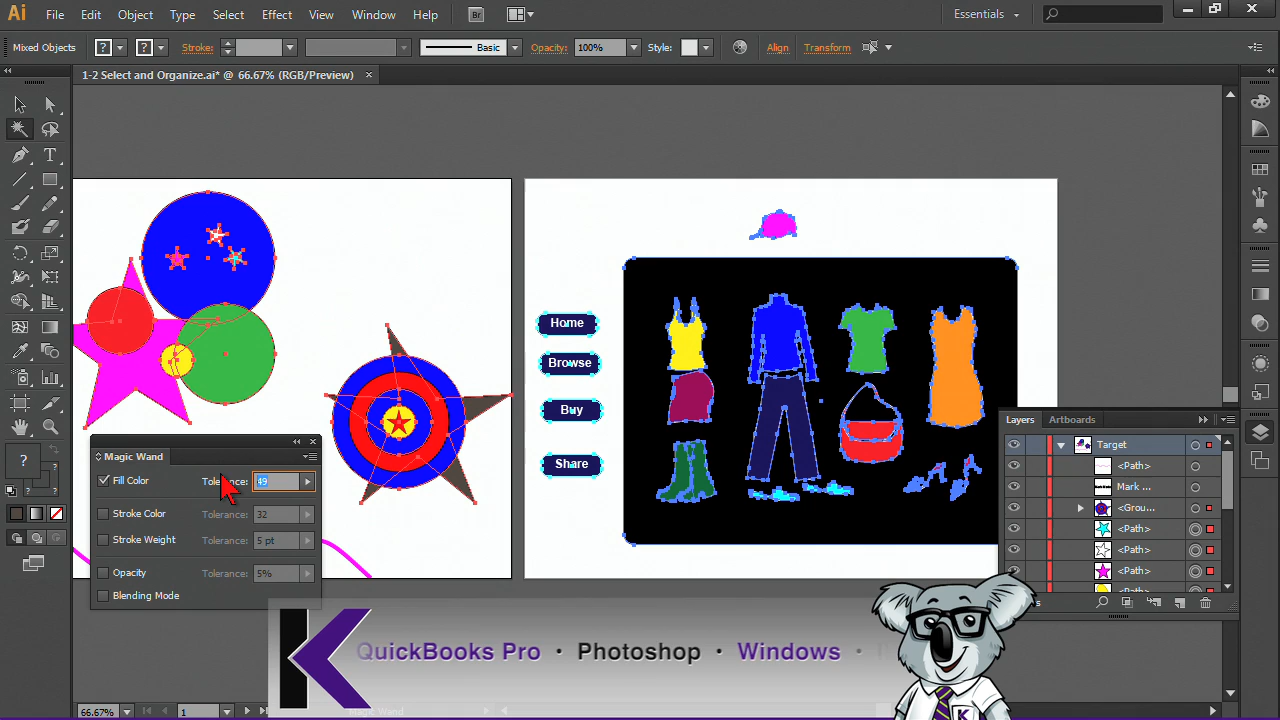 Ai File Edit Object Type Select Effect View Window Help Br Essentials
Mixed Objects ? ? Stroke: Basic Opacity: 100% Style: Align Transform
1-2 Select and Organize.ai* @ 66.67% (RGB/Preview) ×
Home
Browse
Buy
Share
Magic Wand
Fill Color Tolerance: 49
Stroke Color Tolerance: 32
Stroke Weight Tolerance: 5 pt
Opacity Tolerance: 5%
Blending Mode
?
Layers Artboards
Target
<Path>
Mark ...
<Grou...
<Path>
<Path>
<Path>
<Path>
K QuickBooks Pro • Photoshop • Windows •
K
66.67% 1 Magic Wand